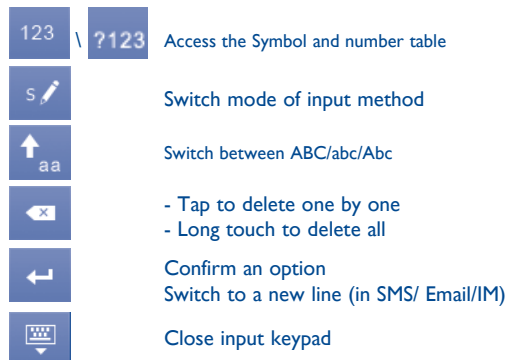 123 \ ?123 Access the Symbol and number table
s Switch mode of input method
aa Switch between ABC/abc/Abc
- Tap to delete one by one
- Long touch to delete all
Confirm an option
Switch to a new line (in SMS/ Email/IM)
Close input keypad